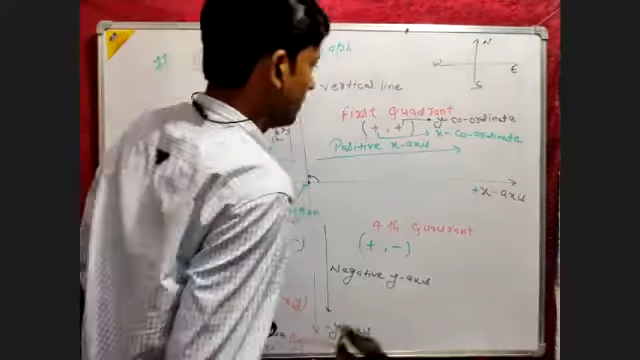 aph
N
W E
S
vertical line
First Quadrant
(+, +) y co-ordinate
x-co-ordinate
Positive x-axis
+x-axis
4th Quadrant
(+, -)
Negative y-axis
x, y)